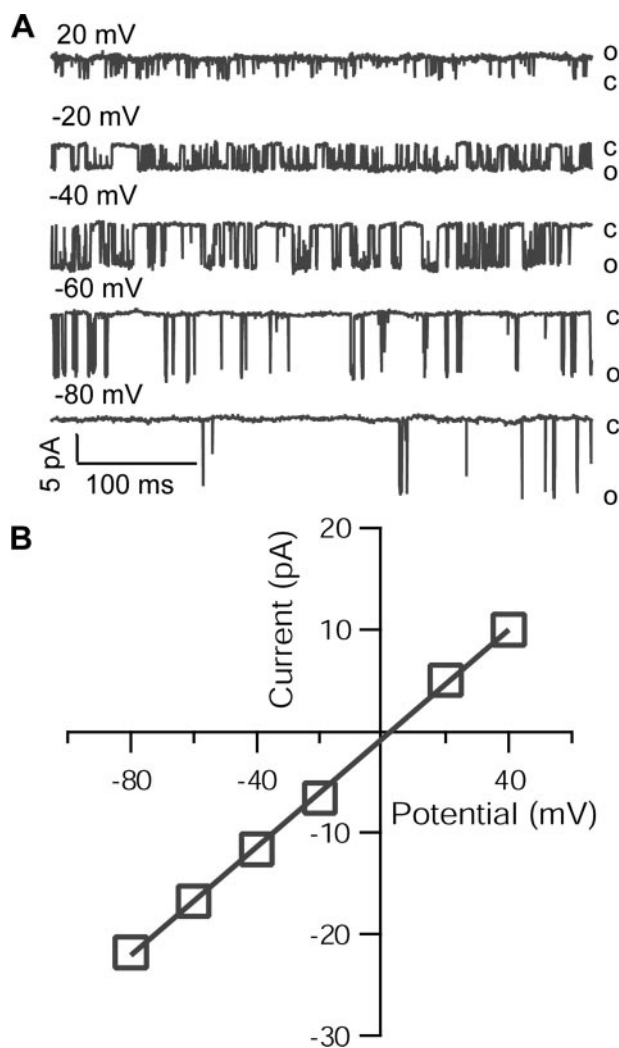 A
20 mV
o
c
-20 mV
c
o
-40 mV
c
o
-60 mV
c
o
-80 mV
c
5 pA
100 ms
o
B
20
Current (pA)
10
-80
-40
40
Potential (mV)
-10
-20
-30